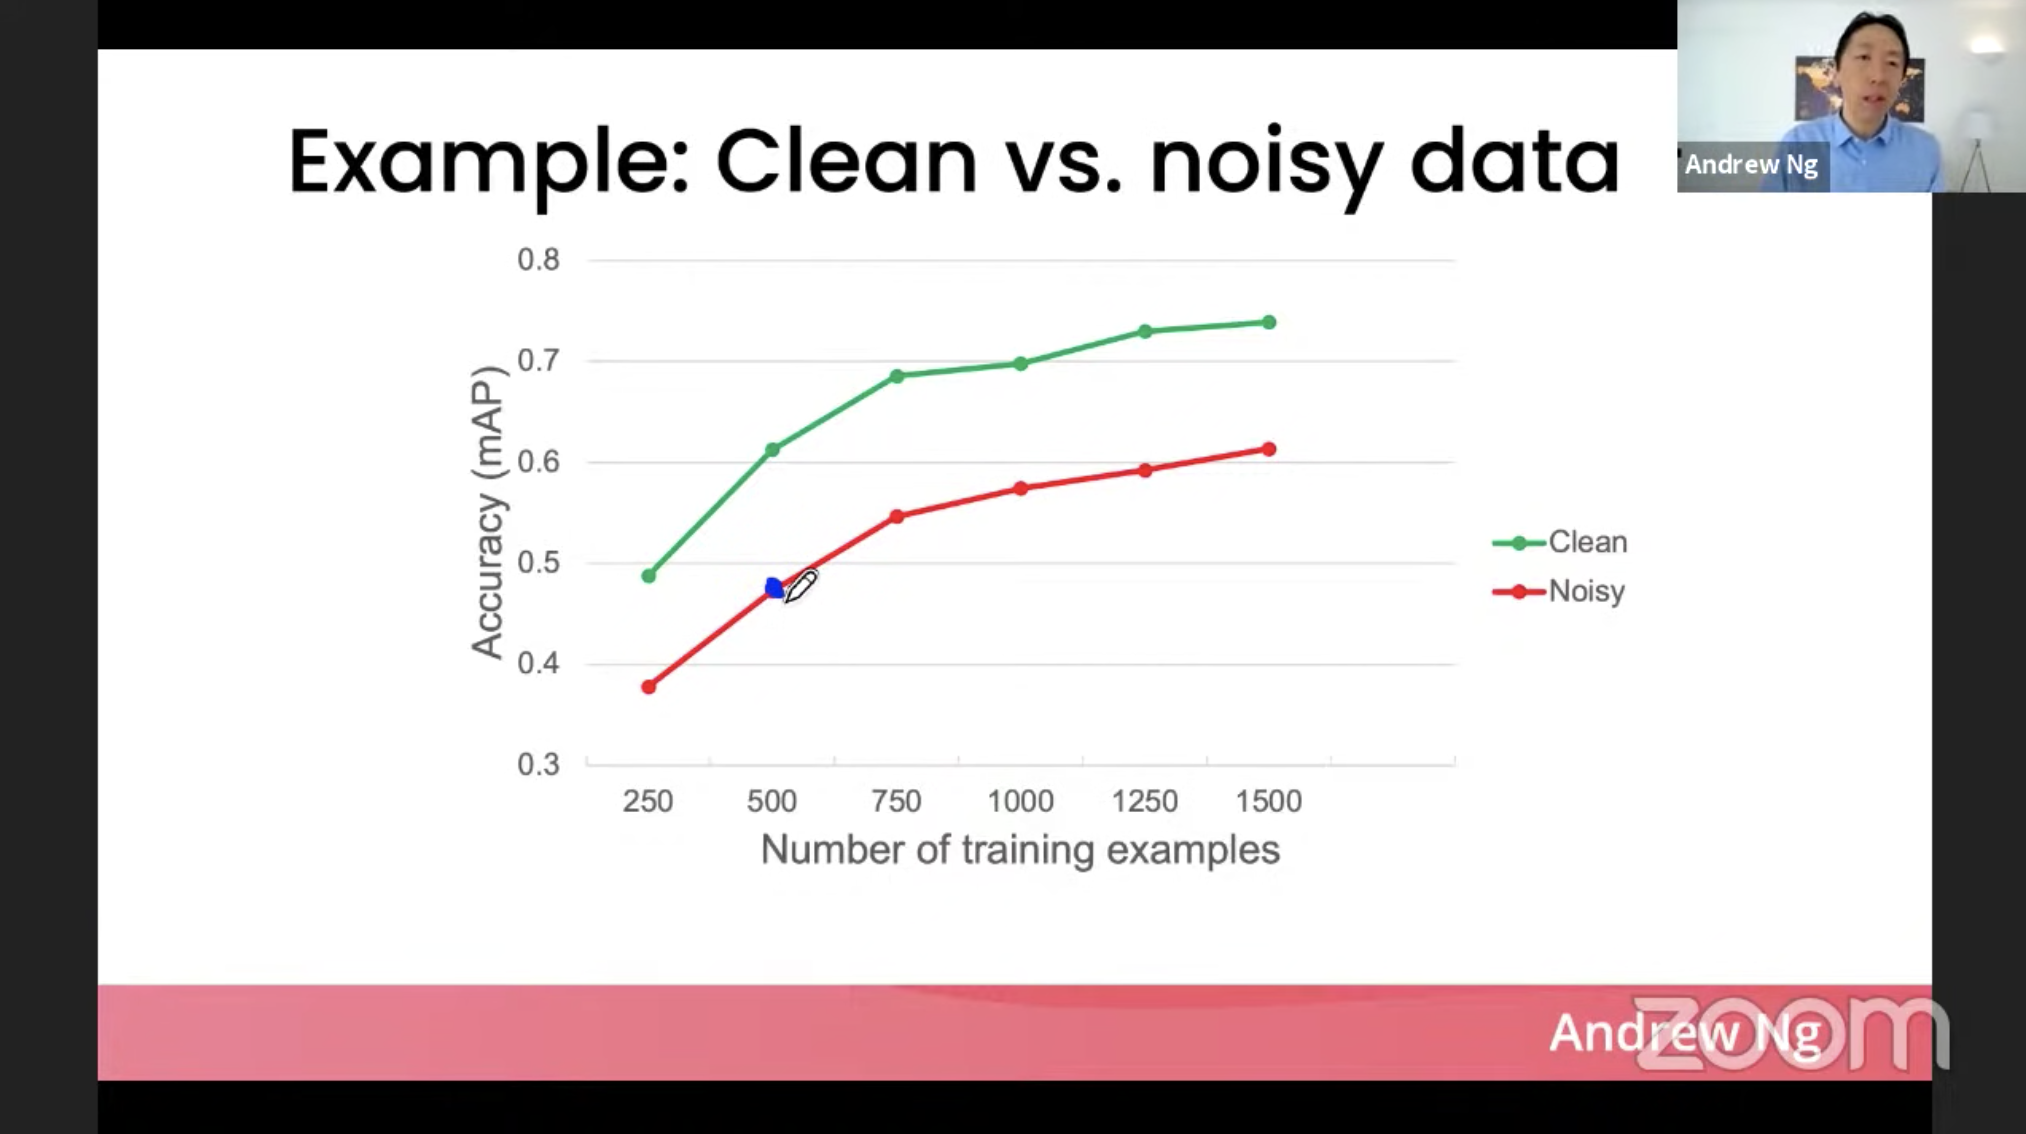 Example: Clean vs. noisy data
Andrew Ng
0.8
0.7
0.6
0.5
0.4
0.3
Accuracy (mAP)
250 500 750 1000 1250 1500
Number of training examples
Clean
Noisy
Andrew Ng
zoom